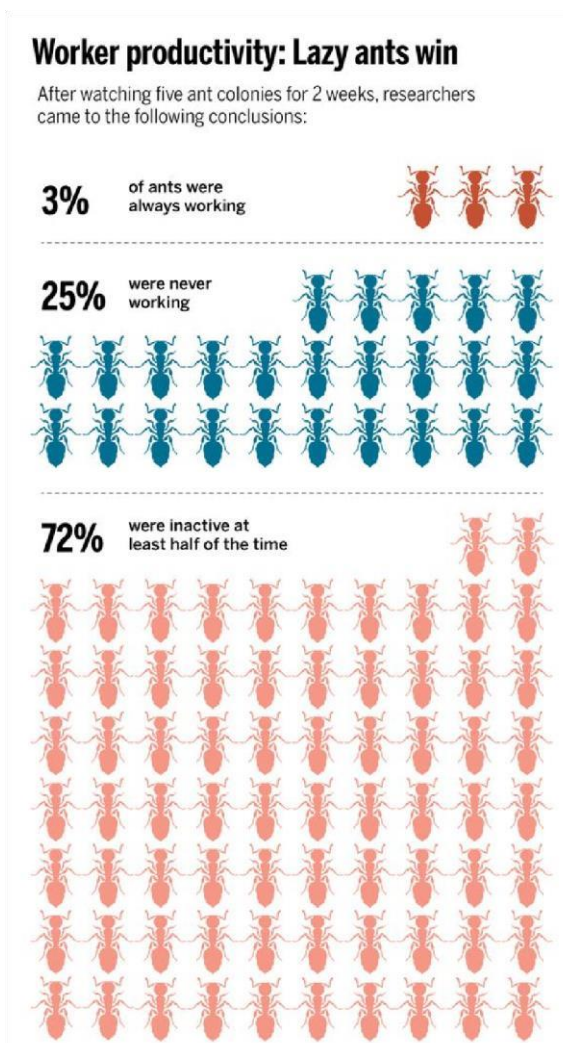 Worker productivity: Lazy ants win
After watching five ant colonies for 2 weeks, researchers
came to the following conclusions:
3%
of ants were
always working
25%
were never
working
72%
were inactive at
least half of the time